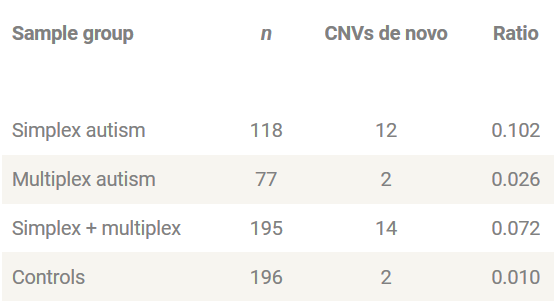 Sample group n CNVs de novo Ratio
Simplex autism 118 12 0.102
Multiplex autism 77 2 0.026
Simplex + multiplex 195 14 0.072
Controls 196 2 0.010